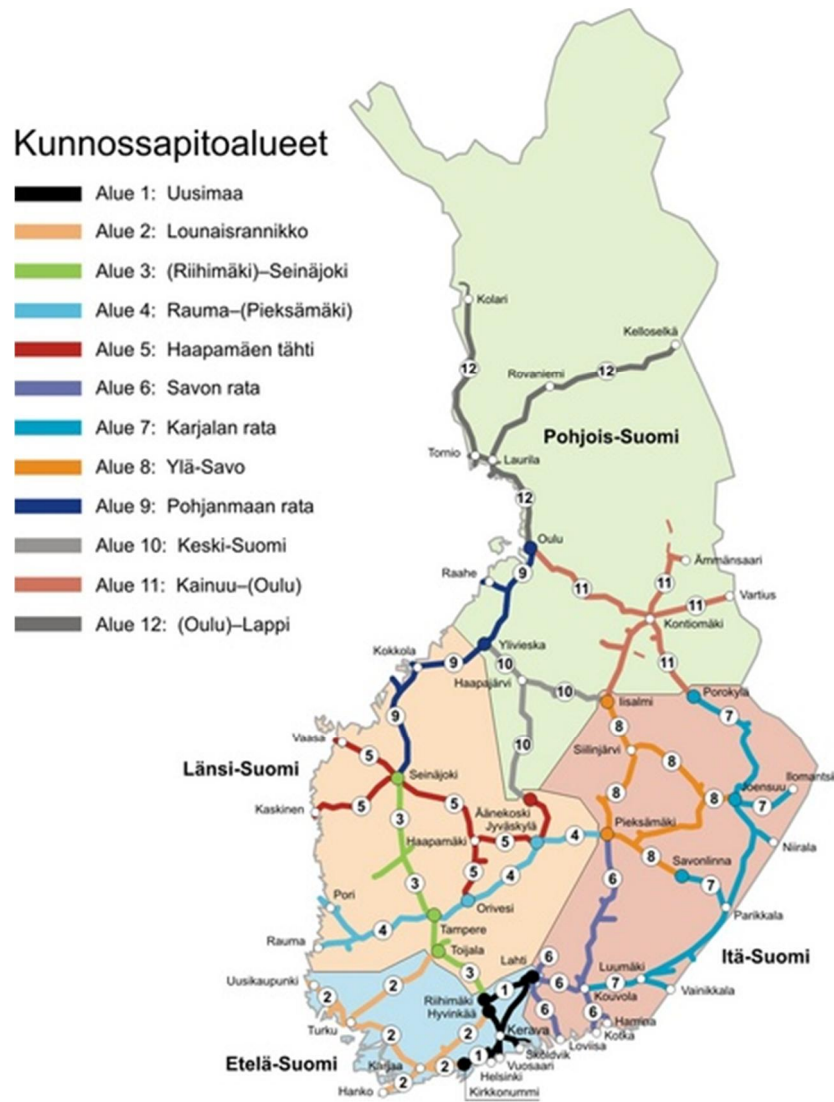 Kunnossapitoalueet
Alue 1: Uusimaa
Alue 2: Lounaisrannikko
Alue 3: (Riihimäki)–Seinäjoki
Alue 4: Rauma–(Pieksämäki)
Alue 5: Haapamäen tähti
Alue 6: Savon rata
Alue 7: Karjalan rata
Alue 8: Ylä-Savo
Alue 9: Pohjanmaan rata
Alue 10: Keski-Suomi
Alue 11: Kainuu–(Oulu)
Alue 12: (Oulu)–Lappi
Kolari
Kelloselkä
12
Rovaniemi
12
Pohjois-Suomi
Tornio
Laurila
12
Oulu
Ämmänsaari
Raahe
9
11
11
Vartius
11
Kontiomäki
Ylivieska
Kokkola
9
10
11
Haapajärvi
10
Iisalmi
Porokylä
9
8
7
Vaasa
5
10
Siilinjärvi
8
Länsi-Suomi
Seinäjoki
Ilomantsi
Joensuu
Kaskinen
5
5
8
8
7
3
Äänekoski
Jyväskylä
Pieksämäki
Haapamäki
5
4
Niirala
8
Savonlinna
3
5
4
6
7
Pori
Orivesi
Parikkala
4
Tampere
Rauma
Toijala
Itä-Suomi
Lahti
6
Uusikaupunki
2
3
Luumäki
2
1
6
7
Vainikkala
Riihimäki
Kouvola
Hyvinkää
6
6
Hamina
Turku
2
2
Kerava
Kotka
Loviisa
Sköldvik
Etelä-Suomi
Karjaa
1
Vuosaari
2
Helsinki
2
Hanko
Kirkkonummi